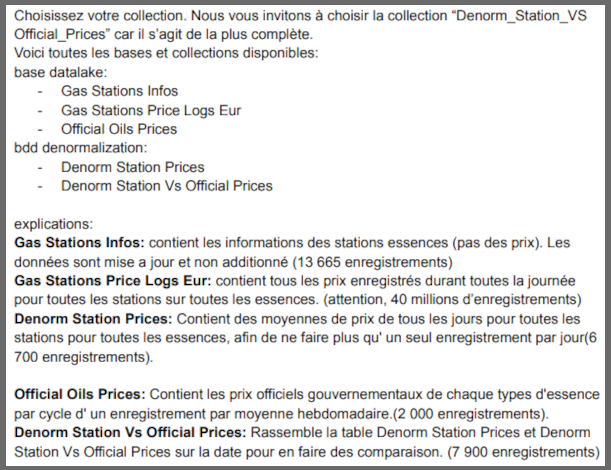 Choisissez votre collection. Nous vous invitons à choisir la collection “Denorm_Station_VS
Official_Prices” car il s’agit de la plus complète.
Voici toutes les bases et collections disponibles:
base datalake:
- Gas Stations Infos
- Gas Stations Price Logs Eur
- Official Oils Prices
bdd denormalization:
- Denorm Station Prices
- Denorm Station Vs Official Prices
explications:
Gas Stations Infos: contient les informations des stations essences (pas des prix). Les
données sont mise a jour et non additionné (13 665 enregistrements)
Gas Stations Price Logs Eur: contient tous les prix enregistrés durant toutes la journée
pour toutes les stations sur toutes les essences. (attention, 40 millions d’enregistrements)
Denorm Station Prices: Contient des moyennes de prix de tous les jours pour toutes les
stations pour toutes les essences, afin de ne faire plus qu' un seul enregistrement par jour(6
700 enregistrements).
Official Oils Prices: Contient les prix officiels gouvernementaux de chaque types d'essence
par cycle d' un enregistrement par moyenne hebdomadaire.(2 000 enregistrements).
Denorm Station Vs Official Prices: Rassemble la table Denorm Station Prices et Denorm
Station Vs Official Prices sur la date pour en faire des comparaison. (7 900 enregistrements)